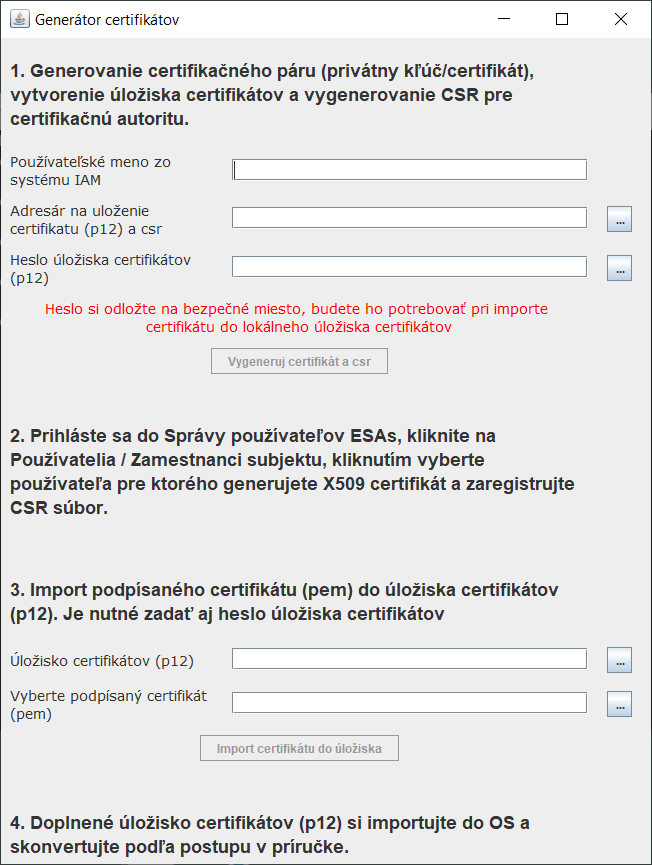 Generátor certifikátov
1. Generovanie certifikačného páru (privátny kľúč/certifikát),
vytvorenie úložiska certifikátov a vygenerovanie CSR pre
certifikačnú autoritu.
Používateľské meno zo
systému IAM
Adresár na uloženie
certifikatu (p12) a csr
...
Heslo úložiska certifikátov
(p12)
...
Heslo si odložte na bezpečné miesto, budete ho potrebovať pri importe
certifikátu do lokálneho úložiska certifikátov
Vygeneruj certifikát a csr
2. Prihláste sa do Správy používateľov ESAs, kliknite na
Používatelia / Zamestnanci subjektu, kliknutím vyberte
používateľa pre ktorého generujete X509 certifikát a zaregistrujte
CSR súbor.
3. Import podpísaného certifikátu (pem) do úložiska certifikátov
(p12). Je nutné zadať aj heslo úložiska certifikátov
Úložisko certifikátov (p12)
...
Vyberte podpísaný certifikát
(pem)
...
Import certifikátu do úložiska
4. Doplnené úložisko certifikátov (p12) si importujte do OS a
skonvertujte podľa postupu v príručke.